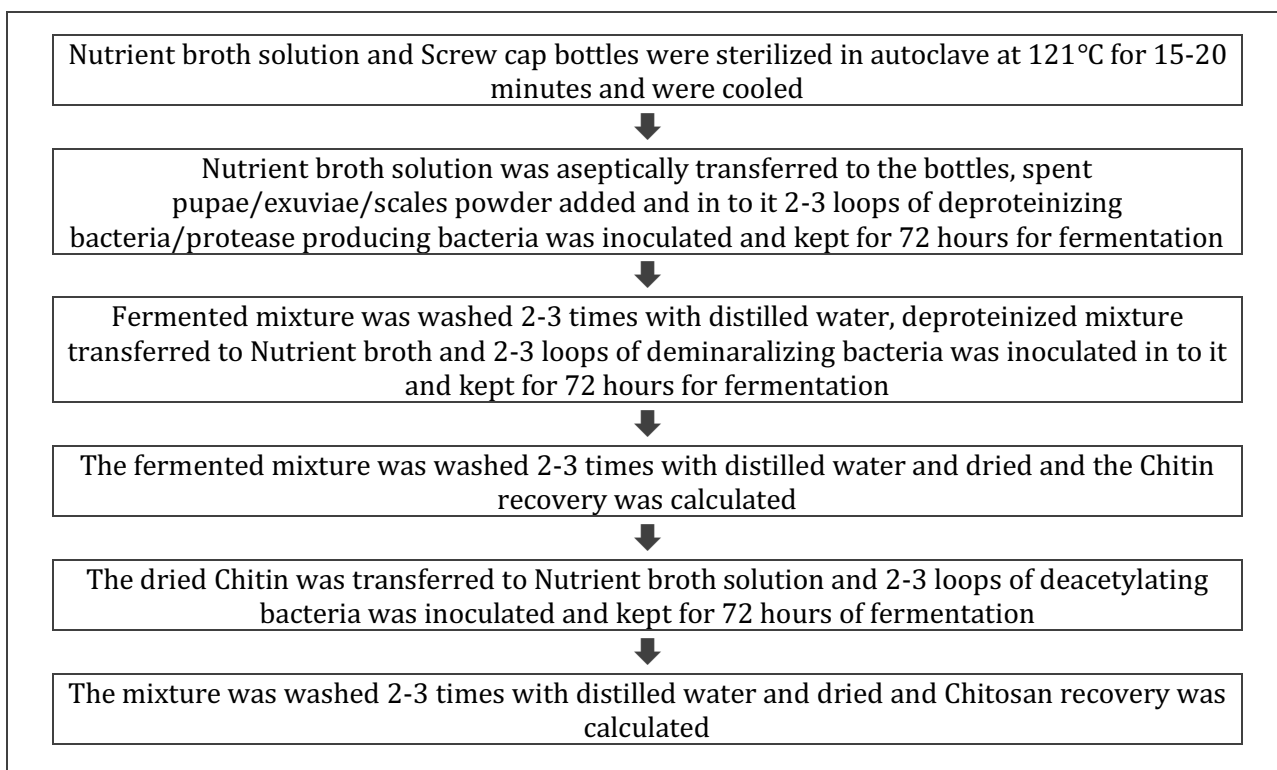 Nutrient broth solution and Screw cap bottles were sterilized in autoclave at 121°C for 15-20
minutes and were cooled
Nutrient broth solution was aseptically transferred to the bottles, spent
pupae/exuviae/scales powder added and in to it 2-3 loops of deproteinizing
bacteria/protease producing bacteria was inoculated and kept for 72 hours for fermentation
Fermented mixture was washed 2-3 times with distilled water, deproteinized mixture
transferred to Nutrient broth and 2-3 loops of deminaralizing bacteria was inoculated in to it
and kept for 72 hours for fermentation
The fermented mixture was washed 2-3 times with distilled water and dried and the Chitin
recovery was calculated
The dried Chitin was transferred to Nutrient broth solution and 2-3 loops of deacetylating
bacteria was inoculated and kept for 72 hours of fermentation
The mixture was washed 2-3 times with distilled water and dried and Chitosan recovery was
calculated